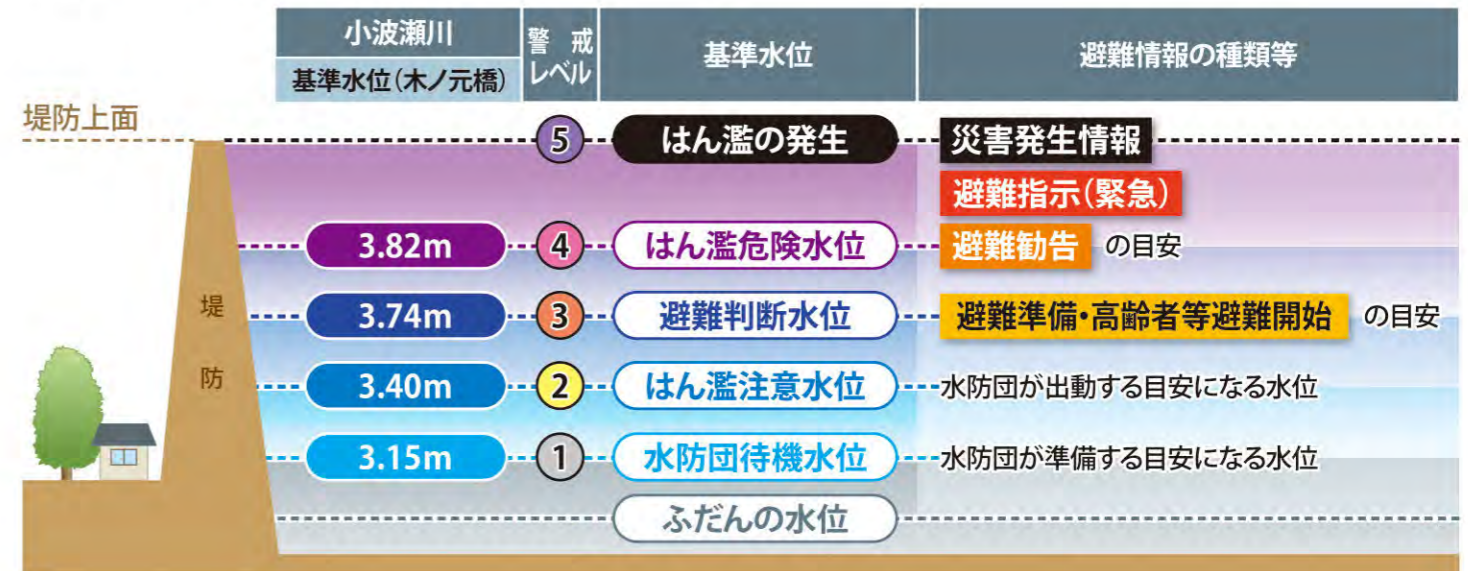 小波瀬川
基準水位(木ノ元橋)
警戒
レベル
基準水位
避難情報の種類等
堤防上面
5 はん濫の発生 災害発生情報
避難指示(緊急)
3.82m 4 はん濫危険水位 避難勧告 の目安
3.74m 3 避難判断水位 避難準備・高齢者等避難開始 の目安
3.40m 2 はん濫注意水位 水防団が出動する目安になる水位
3.15m 1 水防団待機水位 水防団が準備する目安になる水位
ふだんの水位
堤防